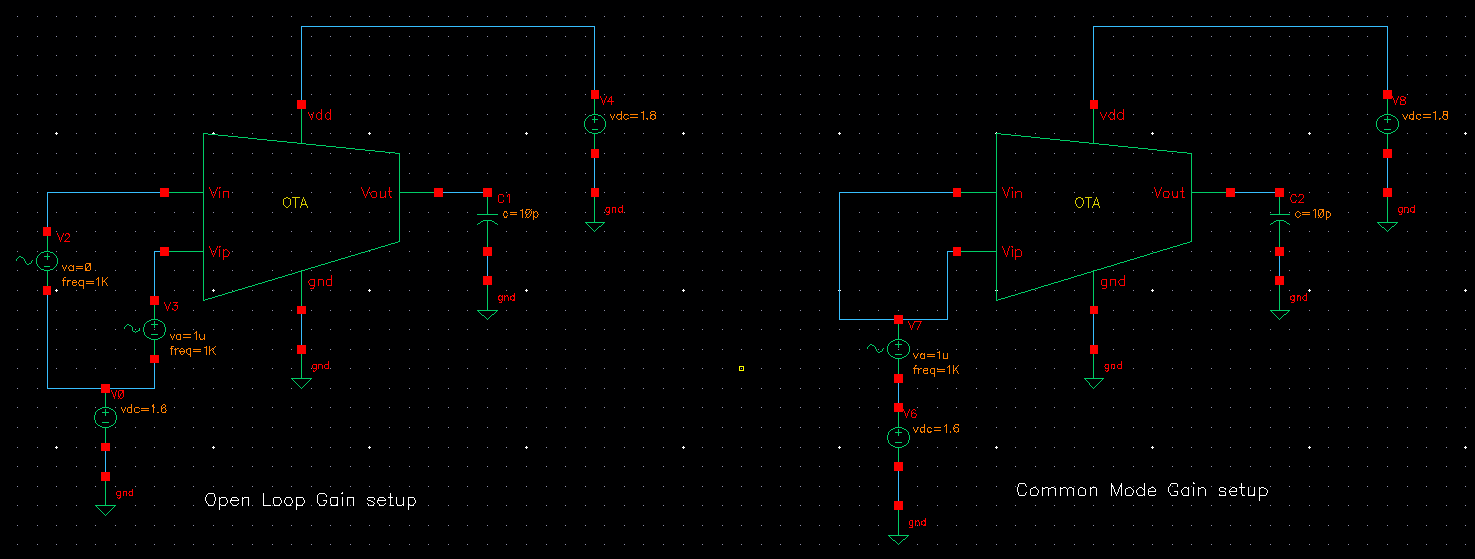 V4
vdc=1.8
vdd
Vin
OTA
Vout
C1
c=10p
gnd
V2
va=0
freq=1K
Vip
gnd
gnd
V3
va=1u
freq=1K
gnd
V0
vdc=1.6
gnd
Open Loop Gain setup
V8
vdc=1.8
vdd
Vin
OTA
Vout
C2
c=10p
gnd
Vip
gnd
gnd
V7
va=1u
freq=1K
gnd
V6
vdc=1.6
gnd
Common Mode Gain setup